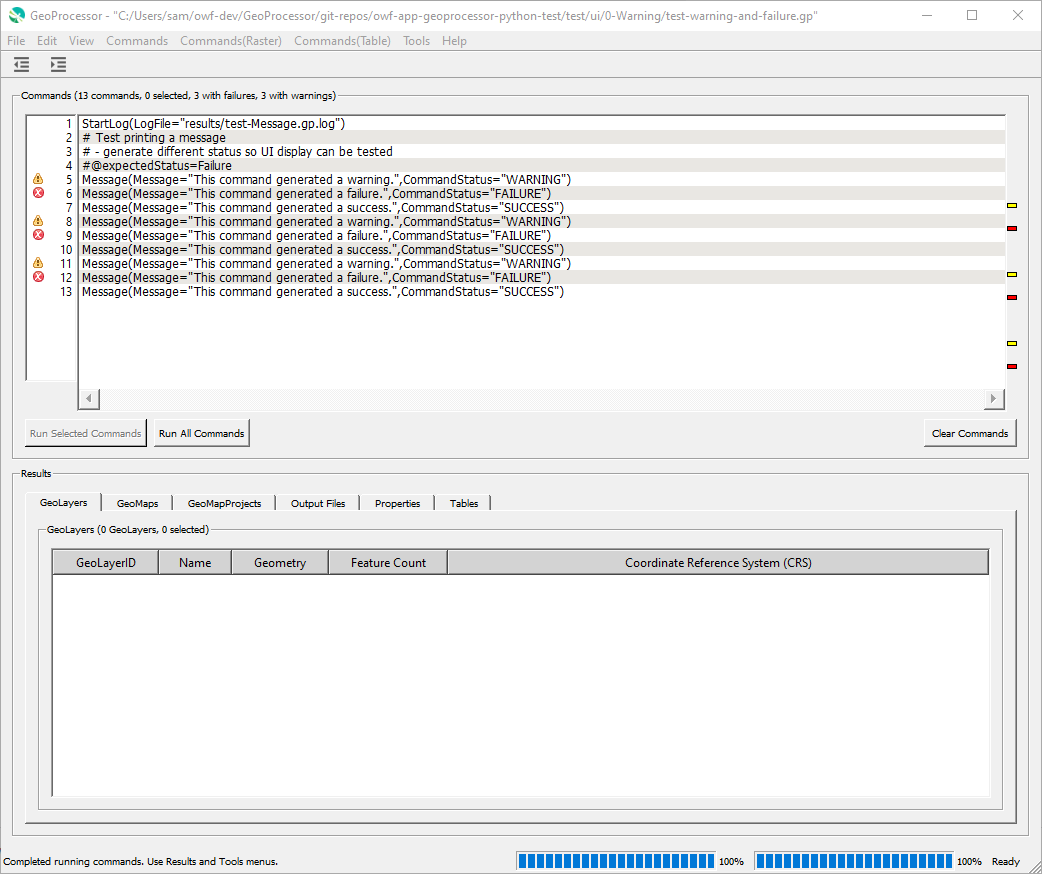 GeoProcessor - "C:/Users/sam/owf-dev/GeoProcessor/git-repos/owf-app-geoprocessor-python-test/test/ui/0-Warning/test-warning-and-failure.gp"
File Edit View Commands Commands(Raster) Commands(Table) Tools Help
Commands (13 commands, 0 selected, 3 with failures, 3 with warnings)
1 StartLog(LogFile="results/test-Message.gp.log")
2 # Test printing a message
3 # - generate different status so UI display can be tested
4 #@expectedStatus=Failure
5 Message(Message="This command generated a warning.",CommandStatus="WARNING")
6 Message(Message="This command generated a failure.",CommandStatus="FAILURE")
7 Message(Message="This command generated a success.",CommandStatus="SUCCESS")
8 Message(Message="This command generated a warning.",CommandStatus="WARNING")
9 Message(Message="This command generated a failure.",CommandStatus="FAILURE")
10 Message(Message="This command generated a success.",CommandStatus="SUCCESS")
11 Message(Message="This command generated a warning.",CommandStatus="WARNING")
12 Message(Message="This command generated a failure.",CommandStatus="FAILURE")
13 Message(Message="This command generated a success.",CommandStatus="SUCCESS")
Run Selected Commands Run All Commands Clear Commands
Results
GeoLayers GeoMaps GeoMapProjects Output Files Properties Tables
GeoLayers (0 GeoLayers, 0 selected)
GeoLayerID Name Geometry Feature Count Coordinate Reference System (CRS)
Completed running commands. Use Results and Tools menus. 100% 100% Ready